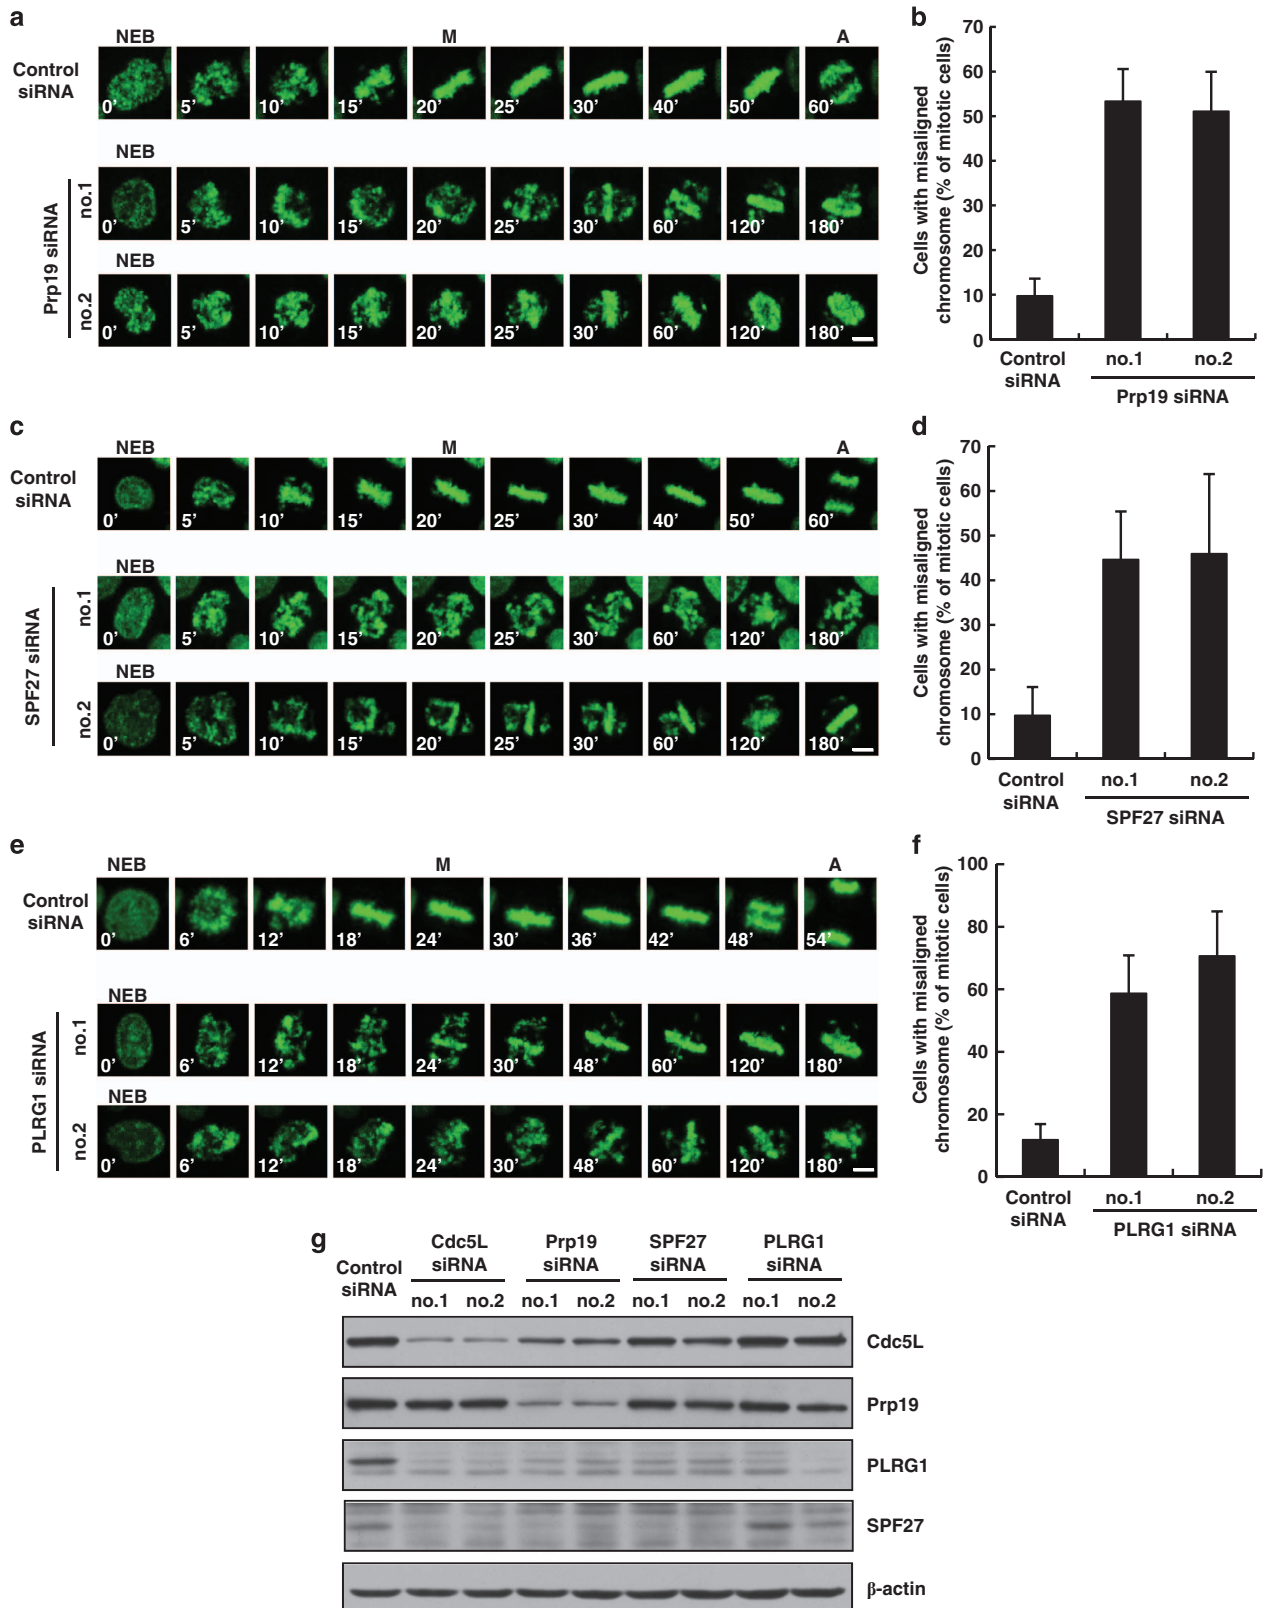 a
NEB M A
Control
siRNA
0’ 5’ 10’ 15’ 20’ 25’ 30’ 40’ 50’ 60’
NEB
Prp19 siRNA
no.1
0’ 5’ 10’ 15’ 20’ 25’ 30’ 60’ 120’ 180’
NEB
no.2
0’ 5’ 10’ 15’ 20’ 25’ 30’ 60’ 120’ 180’
b
Cells with misaligned
chromosome (% of mitotic cells)
70
60
50
40
30
20
10
0
Control
siRNA
no.1 no.2
Prp19 siRNA
c
NEB M A
Control
siRNA
0’ 5’ 10’ 15’ 20’ 25’ 30’ 40’ 50’ 60’
NEB
SPF27 siRNA
no.1
0’ 5’ 10’ 15’ 20’ 25’ 30’ 60’ 120’ 180’
NEB
no.2
0’ 5’ 10’ 15’ 20’ 25’ 30’ 60’ 120’ 180’
d
Cells with misaligned
chromosome (% of mitotic cells)
70
60
50
40
30
20
10
0
Control
siRNA
no.1 no.2
SPF27 siRNA
e
NEB M A
Control
siRNA
0’ 6’ 12’ 18’ 24’ 30’ 36’ 42’ 48’ 54’
NEB
PLRG1 siRNA
no.1
0’ 6’ 12’ 18’ 24’ 30’ 48’ 60’ 120’ 180’
NEB
no.2
0’ 6’ 12’ 18’ 24’ 30’ 48’ 60’ 120’ 180’
f
Cells with misaligned
chromosome (% of mitotic cells)
100
80
60
40
20
0
Control
siRNA
no.1 no.2
PLRG1 siRNA
g
Control
siRNA
Cdc5L
siRNA
Prp19
siRNA
SPF27
siRNA
PLRG1
siRNA
no.1 no.2 no.1 no.2 no.1 no.2 no.1 no.2
Cdc5L
Prp19
PLRG1
SPF27
β-actin